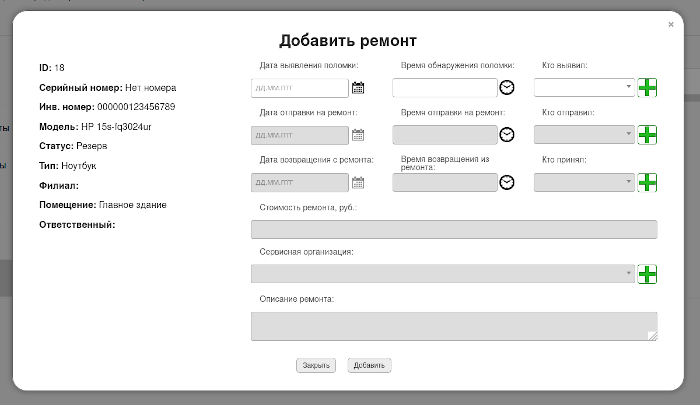 ×
Добавить ремонт
ID: 18
Серийный номер: Нет номера
Инв. номер: 000000123456789
Модель: HP 15s-fq3024ur
Статус: Резерв
Тип: Ноутбук
Филиал:
Помещение: Главное здание
Ответственный:
Дата выявления поломки: Время обнаружения поломки: Кто выявил:
дд.мм.гггг
Дата отправки на ремонт: Время отправки на ремонт: Кто отправил:
дд.мм.гггг
Дата возвращения с ремонта: Время возвращения из ремонта: Кто принял:
дд.мм.гггг
Стоимость ремонта, руб.:
Сервисная организация:
Описание ремонта:
Закрыть Добавить